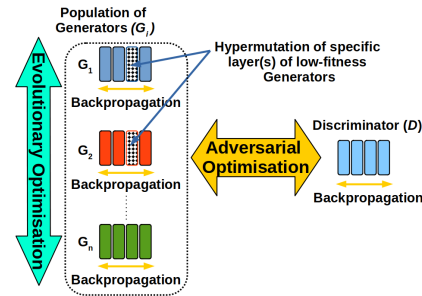 Population of
Generators (Gi)
Hypermutation of specific
layer(s) of low-fitness
Generators
G1
Backpropagation
G2
Backpropagation
Gn
Backpropagation
Evolutionary Optimisation
Adversarial
Optimisation
Discriminator (D)
Backpropagation